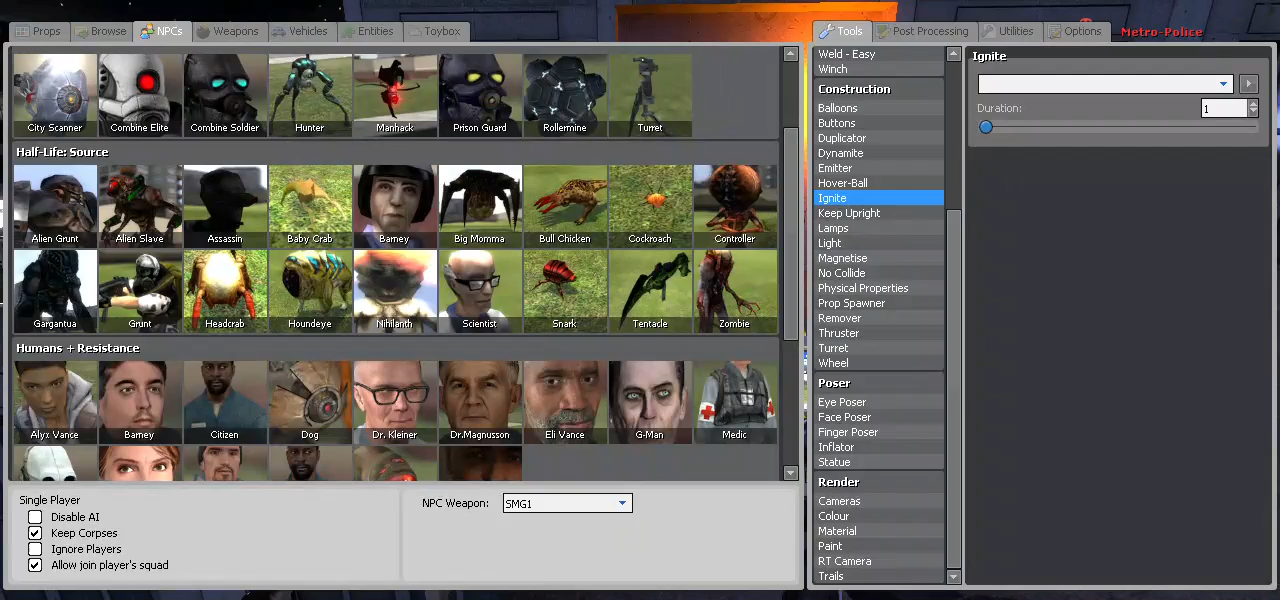 Props Browse NPCs Weapons Vehicles Entities Toybox
City Scanner Combine Elite Combine Soldier Hunter Manhack Prison Guard Rollermine Turret
Half-Life: Source
Alien Grunt Alien Slave Assassin Baby Crab Barney Big Momma Bull Chicken Cockroach Controller
Gargantua Grunt Headcrab Houndeye Nihilanth Scientist Snark Tentacle Zombie
Humans + Resistance
Alyx Vance Barney Citizen Dog Dr. Kleiner Dr.Magnusson Eli Vance G-Man Medic
Single Player
Disable AI
Keep Corpses
Ignore Players
Allow join player's squad
NPC Weapon: SMG1
Tools Post Processing Utilities Options Metro-Police
Weld - Easy
Winch
Construction
Balloons
Buttons
Duplicator
Dynamite
Emitter
Hover-Ball
Ignite
Keep Upright
Lamps
Light
Magnetise
No Collide
Physical Properties
Prop Spawner
Remover
Thruster
Turret
Wheel
Poser
Eye Poser
Face Poser
Finger Poser
Inflator
Statue
Render
Cameras
Colour
Material
Paint
RT Camera
Trails
Ignite
Duration: 1